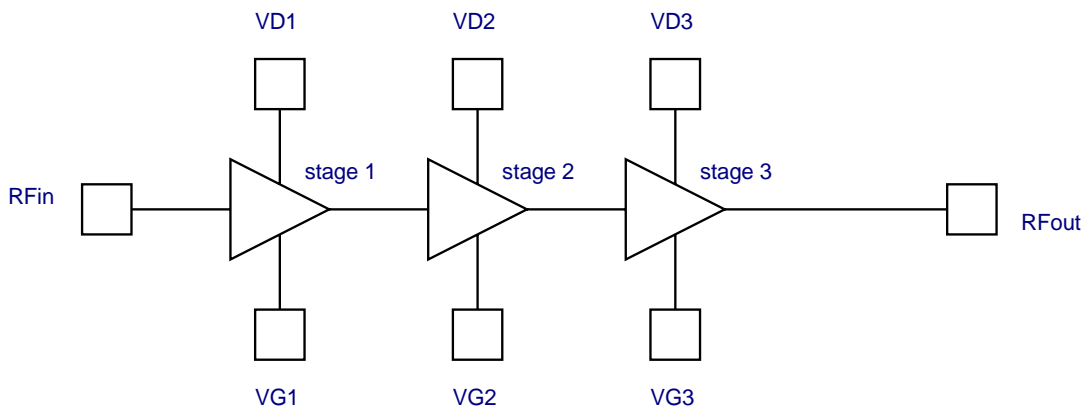 VD1
VD2
VD3
stage 1
stage 2
stage 3
RFin
RFout
VG1
VG2
VG3